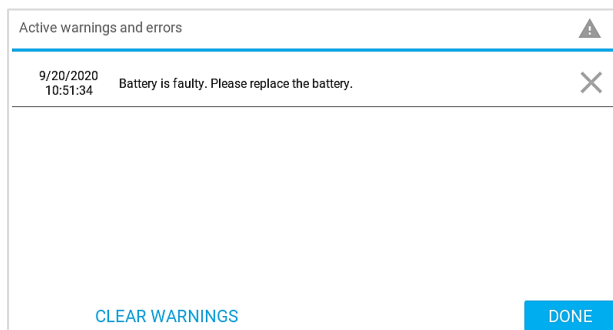 Active warnings and errors
9/20/2020
10:51:34
Battery is faulty. Please replace the battery.
CLEAR WARNINGS
DONE